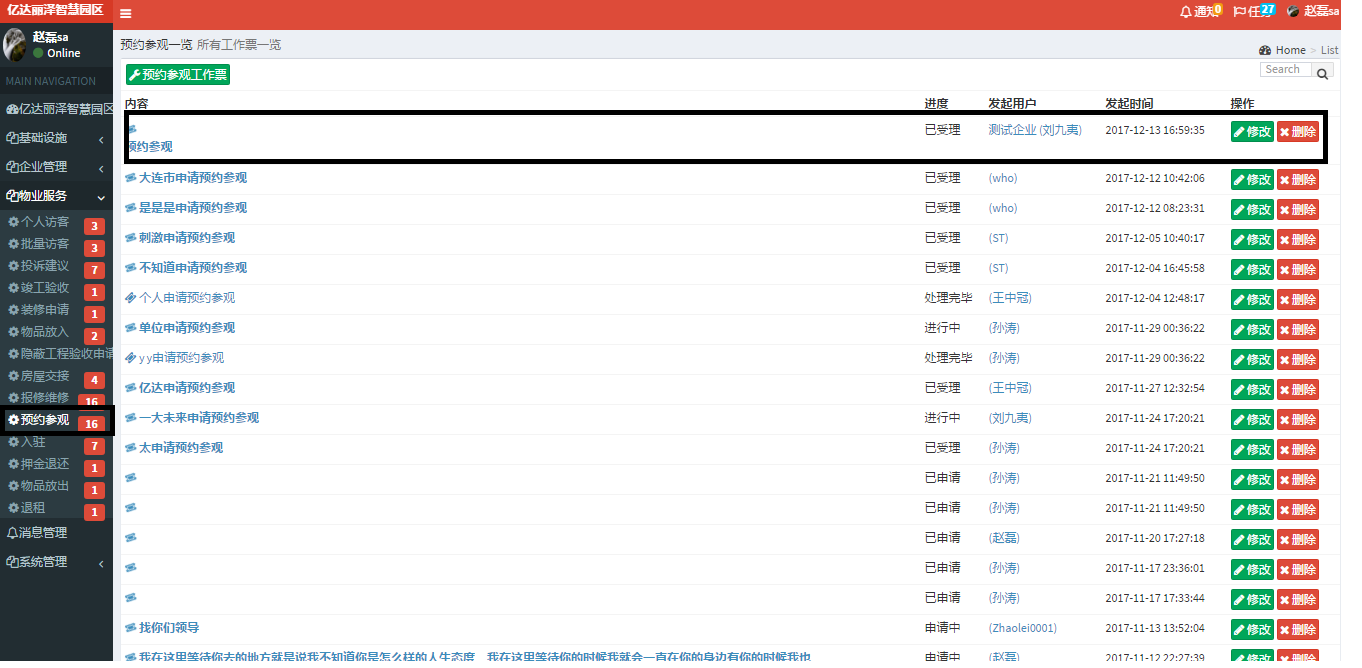 亿达丽泽智慧园区
通知 0 任务 27 赵磊sa
赵磊sa
Online
MAIN NAVIGATION
亿达丽泽智慧园区
基础设施
企业管理
物业服务
个人访客 3
批量访客 3
投诉建议 7
竣工验收 1
装修申请 1
物品放入 2
隐蔽工程验收申请
房屋交接 4
报修维修 16
预约参观 16
入驻 7
押金退还 1
物品放出 1
退租 1
消息管理
系统管理
预约参观一览 所有工作票一览
Home > List
预约参观工作票
Search
内容 进度 发起用户 发起时间 操作
已受理 测试企业 (刘九夷) 2017-12-13 16:59:35 修改 删除
预约参观
大连市申请预约参观 已受理 (who) 2017-12-12 10:42:06 修改 删除
是是是申请预约参观 已受理 (who) 2017-12-12 08:23:31 修改 删除
刺激申请预约参观 已受理 (ST) 2017-12-05 10:40:17 修改 删除
不知道申请预约参观 已受理 (ST) 2017-12-04 16:45:58 修改 删除
个人申请预约参观 处理完毕 (王中冠) 2017-12-04 12:48:17 修改 删除
单位申请预约参观 进行中 (孙涛) 2017-11-29 00:36:22 修改 删除
yy申请预约参观 处理完毕 (孙涛) 2017-11-29 00:36:22 修改 删除
亿达申请预约参观 已受理 (王中冠) 2017-11-27 12:32:54 修改 删除
一大未来申请预约参观 进行中 (刘九夷) 2017-11-24 17:20:21 修改 删除
太申请预约参观 已受理 (孙涛) 2017-11-24 17:20:21 修改 删除
已申请 (孙涛) 2017-11-21 11:49:50 修改 删除
已申请 (孙涛) 2017-11-21 11:49:50 修改 删除
已申请 (赵磊) 2017-11-20 17:27:18 修改 删除
已申请 (孙涛) 2017-11-17 23:36:01 修改 删除
已申请 (孙涛) 2017-11-17 17:33:44 修改 删除
找你们领导 申请中 (Zhaolei0001) 2017-11-13 13:52:04 修改 删除
我在这里等待你去的地方就是说我不知道你是怎么样的人生态度，我在这里等待你的时候我就会一直在你的身边有你的时候我也 申请中 (赵磊) 2017-11-12 22:27:39 修改 删除